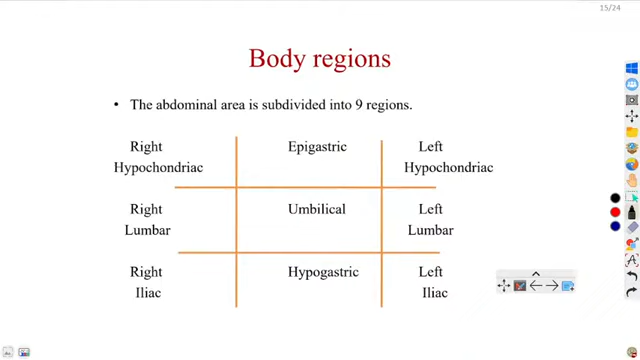 15/24
Body regions
• The abdominal area is subdivided into 9 regions.
Right Epigastric Left
Hypochondriac Hypochondriac
Right Umbilical Left
Lumbar Lumbar
Right Hypogastric Left
Iliac Iliac